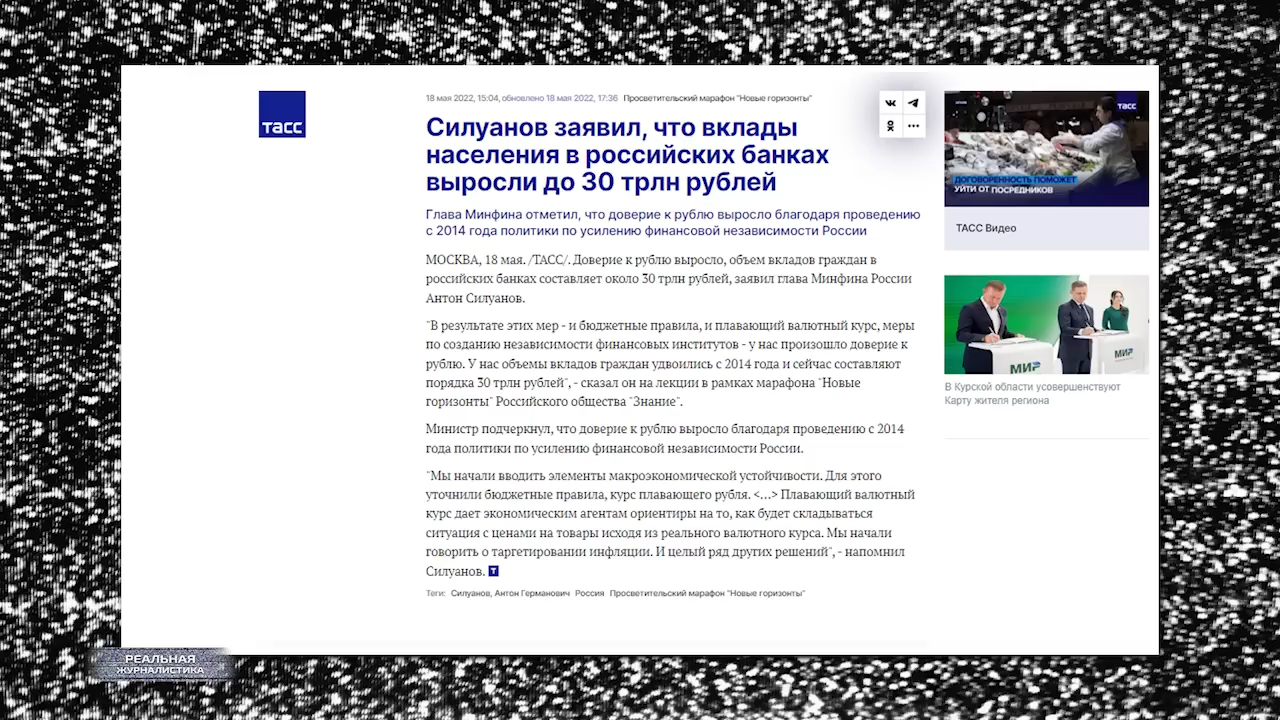 тасс
18 мая 2022, 15:04, обновлено 18 мая 2022, 17:36 Просветительский марафон "Новые горизонты"
Силуанов заявил, что вклады
населения в российских банках
выросли до 30 трлн рублей
Глава Минфина отметил, что доверие к рублю выросло благодаря проведению
с 2014 года политики по усилению финансовой независимости России
МОСКВА, 18 мая. /ТАСС/. Доверие к рублю выросло, объем вкладов граждан в
российских банках составляет около 30 трлн рублей, заявил глава Минфина России
Антон Силуанов.
"В результате этих мер - и бюджетные правила, и плавающий валютный курс, меры
по созданию независимости финансовых институтов - у нас произошло доверие к
рублю. У нас объемы вкладов граждан удвоились с 2014 года и сейчас составляют
порядка 30 трлн рублей", - сказал он на лекции в рамках марафона "Новые
горизонты" Российского общества "Знание".
Министр подчеркнул, что доверие к рублю выросло благодаря проведению с 2014
года политики по усилению финансовой независимости России.
"Мы начали вводить элементы макроэкономической устойчивости. Для этого
уточнили бюджетные правила, курс плавающего рубля. <...> Плавающий валютный
курс дает экономическим агентам ориентиры на то, как будет складываться
ситуация с ценами на товары исходя из реального валютного курса. Мы начали
говорить о таргетировании инфляции. И целый ряд других решений", - напомнил
Силуанов. Т
Теги: Силуанов, Антон Германович Россия Просветительский марафон "Новые горизонты"
тасс
ДОГОВОРЕННОСТЬ ПОМОЖЕТ
УЙТИ ОТ ПОСРЕДНИКОВ
ТАСС Видео
МИР
МИР
В Курской области усовершенствуют
Карту жителя региона
РЕАЛЬНАЯ
ЖУРНАЛИСТИКА